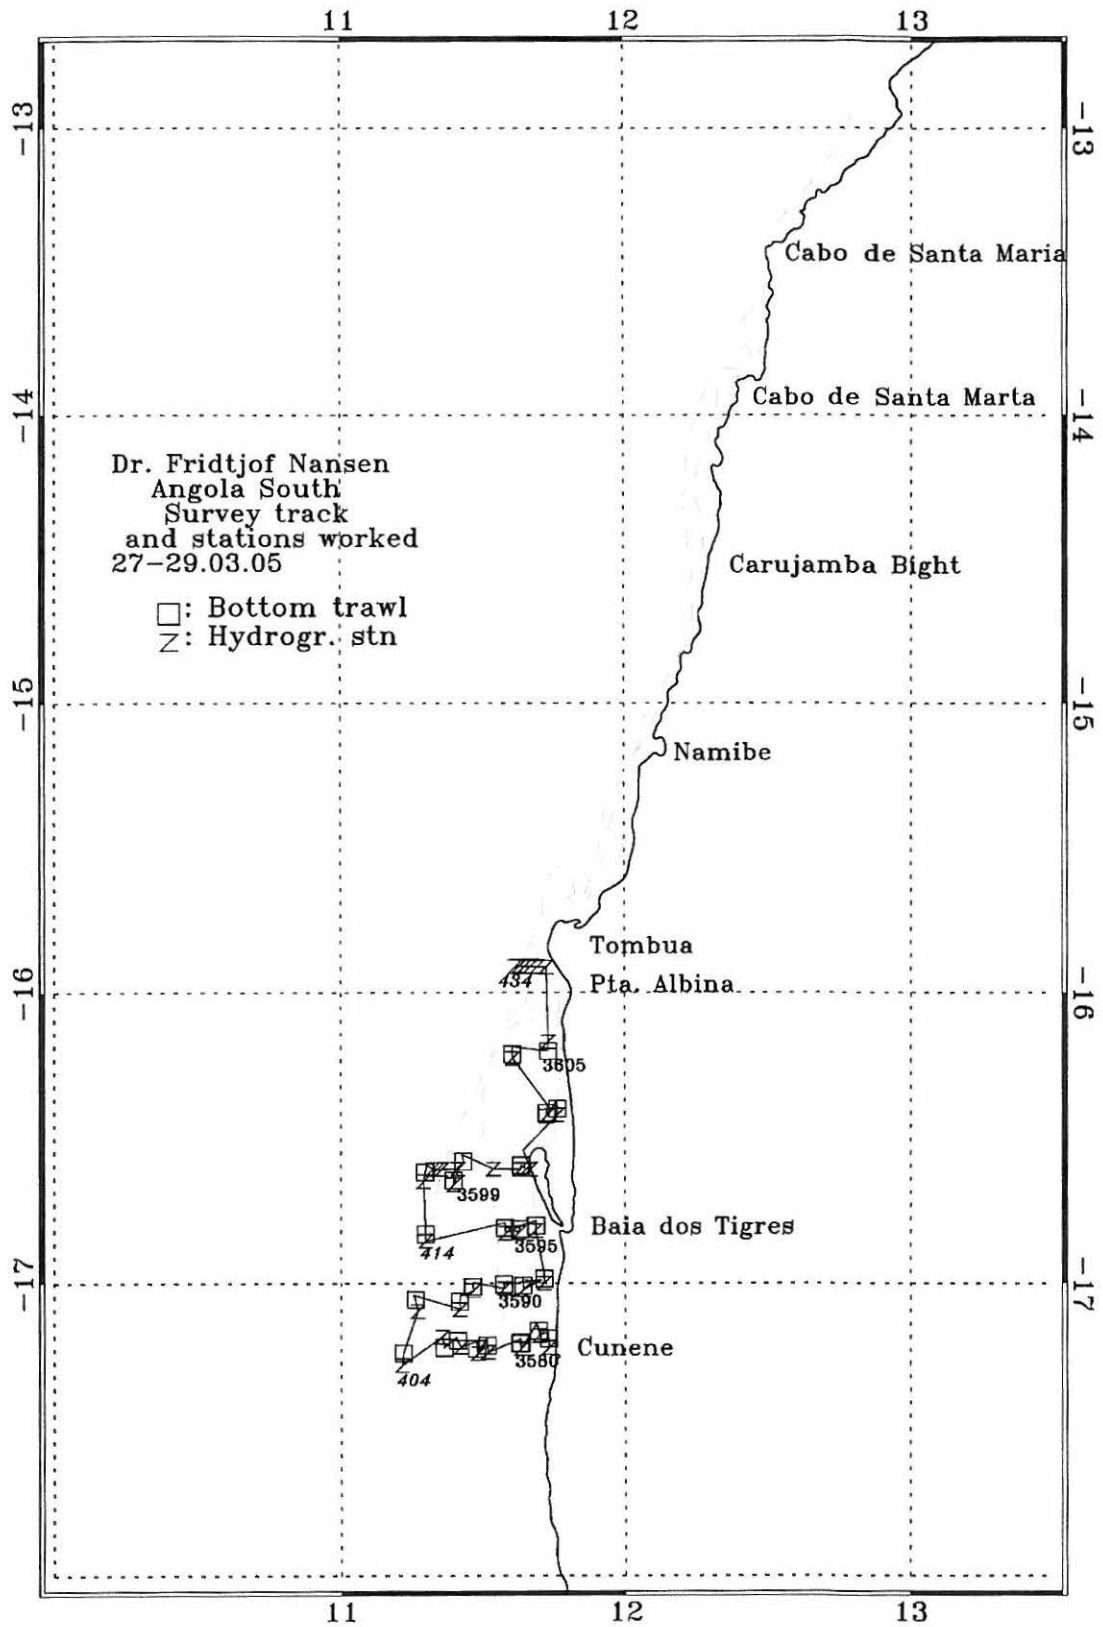 11 12 13
-13 -13
Cabo de Santa Maria
Cabo de Santa Marta
-14 -14
Dr. Fridtjof Nansen
Angola South
Survey track
and stations worked
27-29.03.05
Carujamba Bight
□: Bottom trawl
Z: Hydrogr. stn
-15 -15
Namibe
Tombua
434
Pta. Albina
-16 -16
3605
3599
Baia dos Tigres
414 3595
-17 -17
3590
Cunene
3580
404
11 12 13